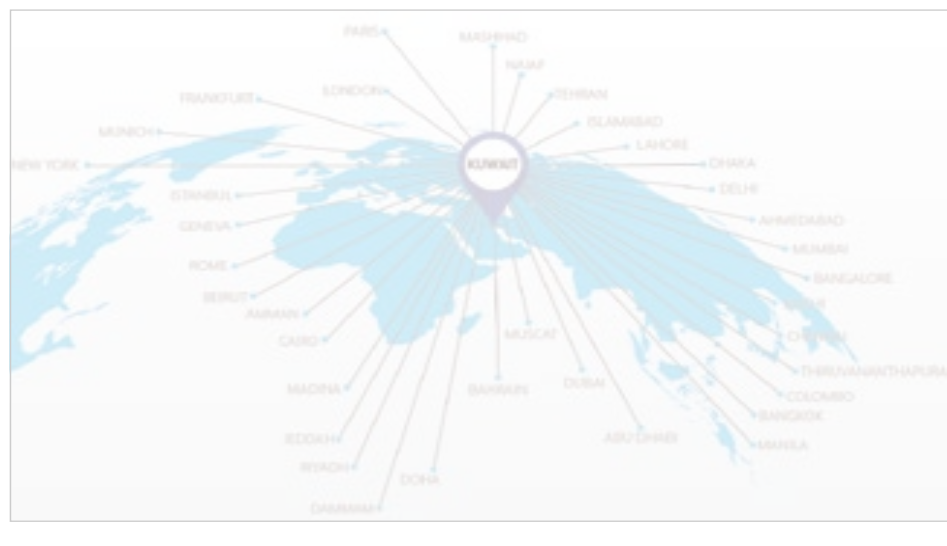 PARIS
MASHHAD
NAJAF
LONDON
TEHRAN
FRANKFURT
ISLAMABAD
MUNICH
LAHORE
NEW YORK
KUWAIT
DHAKA
DELHI
ISTANBUL
AHMEDABAD
GENEVA
MUMBAI
ROME
BANGALORE
BEIRUT
AMMAN
CAIRO
MUSCAT
CHENNAI
THIRUVANANTHAPURA
MADINA
BAHRAIN
DUBAI
COLOMBO
BANGKOK
JEDDAH
ABU DHABI
MANILA
RIYADH
DOHA
DAMMAM